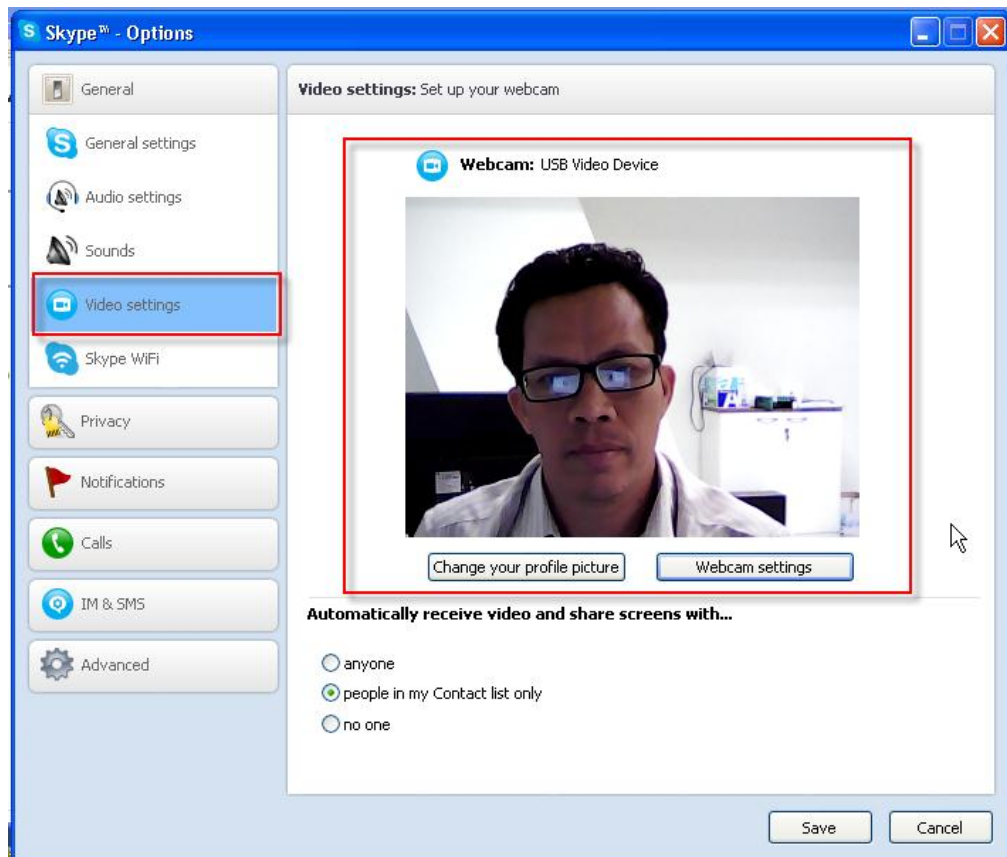 Skype™ - Options
General
General settings
Audio settings
Sounds
Video settings
Skype WiFi
Privacy
Notifications
Calls
IM & SMS
Advanced
Video settings: Set up your webcam
Webcam: USB Video Device
Change your profile picture
Webcam settings
Automatically receive video and share screens with...
anyone
people in my Contact list only
no one
Save
Cancel